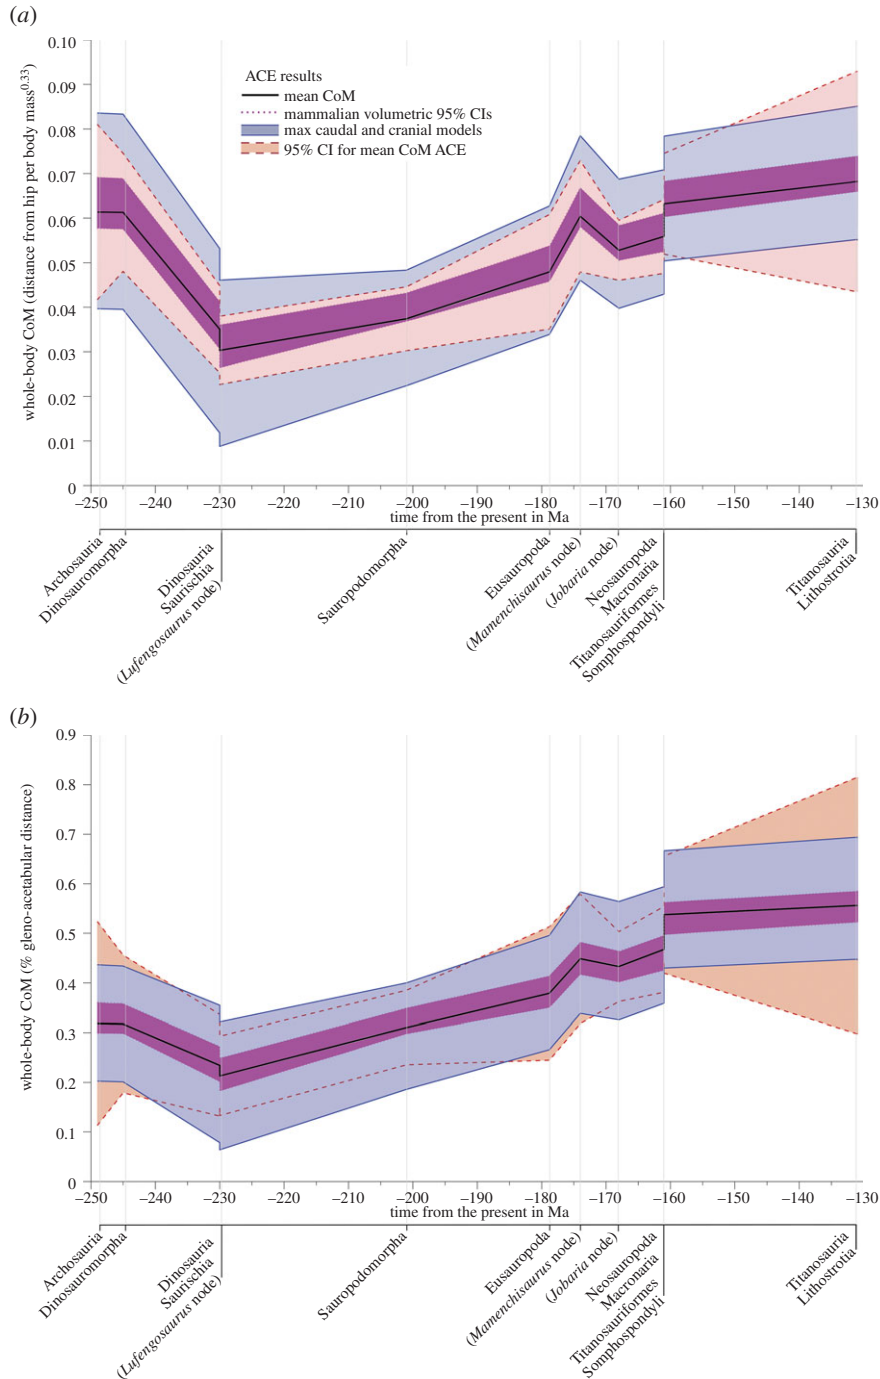 (a)
0.10
0.09
0.08
0.07
0.06
0.05
0.04
0.03
0.02
0.01
0
whole-body CoM (distance from hip per body mass0.33)
ACE results
mean CoM
mammalian volumetric 95% CIs
max caudal and cranial models
95% CI for mean CoM ACE
−250 −240 −230 −220 −210 −200 −190 −180 −170 −160 −150 −140 −130
time from the present in Ma
Archosauria
Dinosauromorpha
Dinosauria
Saurischia
(Lufengosaurus node)
Sauropodomorpha
Eusauropoda
(Mamenchisaurus node)
(Jobaria node)
Neosauropoda
Macronaria
Titanosauriformes
Somphospondyli
Titanosauria
Lithostrotia
(b)
0.9
0.8
0.7
0.6
0.5
0.4
0.3
0.2
0.1
0
whole-body CoM (% gleno-acetabular distance)
−250 −240 −230 −220 −210 −200 −190 −180 −170 −160 −150 −140 −130
time from the present in Ma
Archosauria
Dinosauromorpha
Dinosauria
Saurischia
(Lufengosaurus node)
Sauropodomorpha
Eusauropoda
(Mamenchisaurus node)
(Jobaria node)
Neosauropoda
Macronaria
Titanosauriformes
Somphospondyli
Titanosauria
Lithostrotia